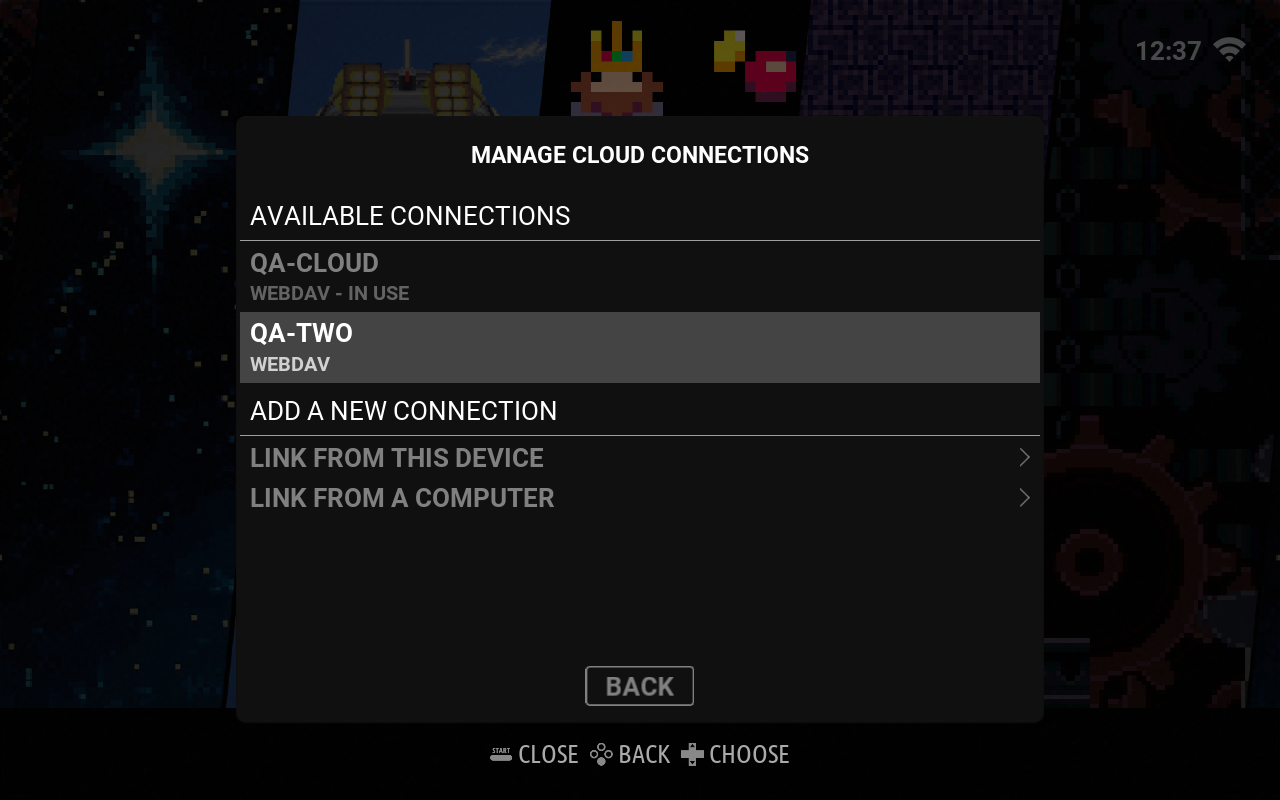 12:37
MANAGE CLOUD CONNECTIONS
AVAILABLE CONNECTIONS
QA-CLOUD
WEBDAV - IN USE
QA-TWO
WEBDAV
ADD A NEW CONNECTION
LINK FROM THIS DEVICE
LINK FROM A COMPUTER
BACK
START CLOSE BACK CHOOSE